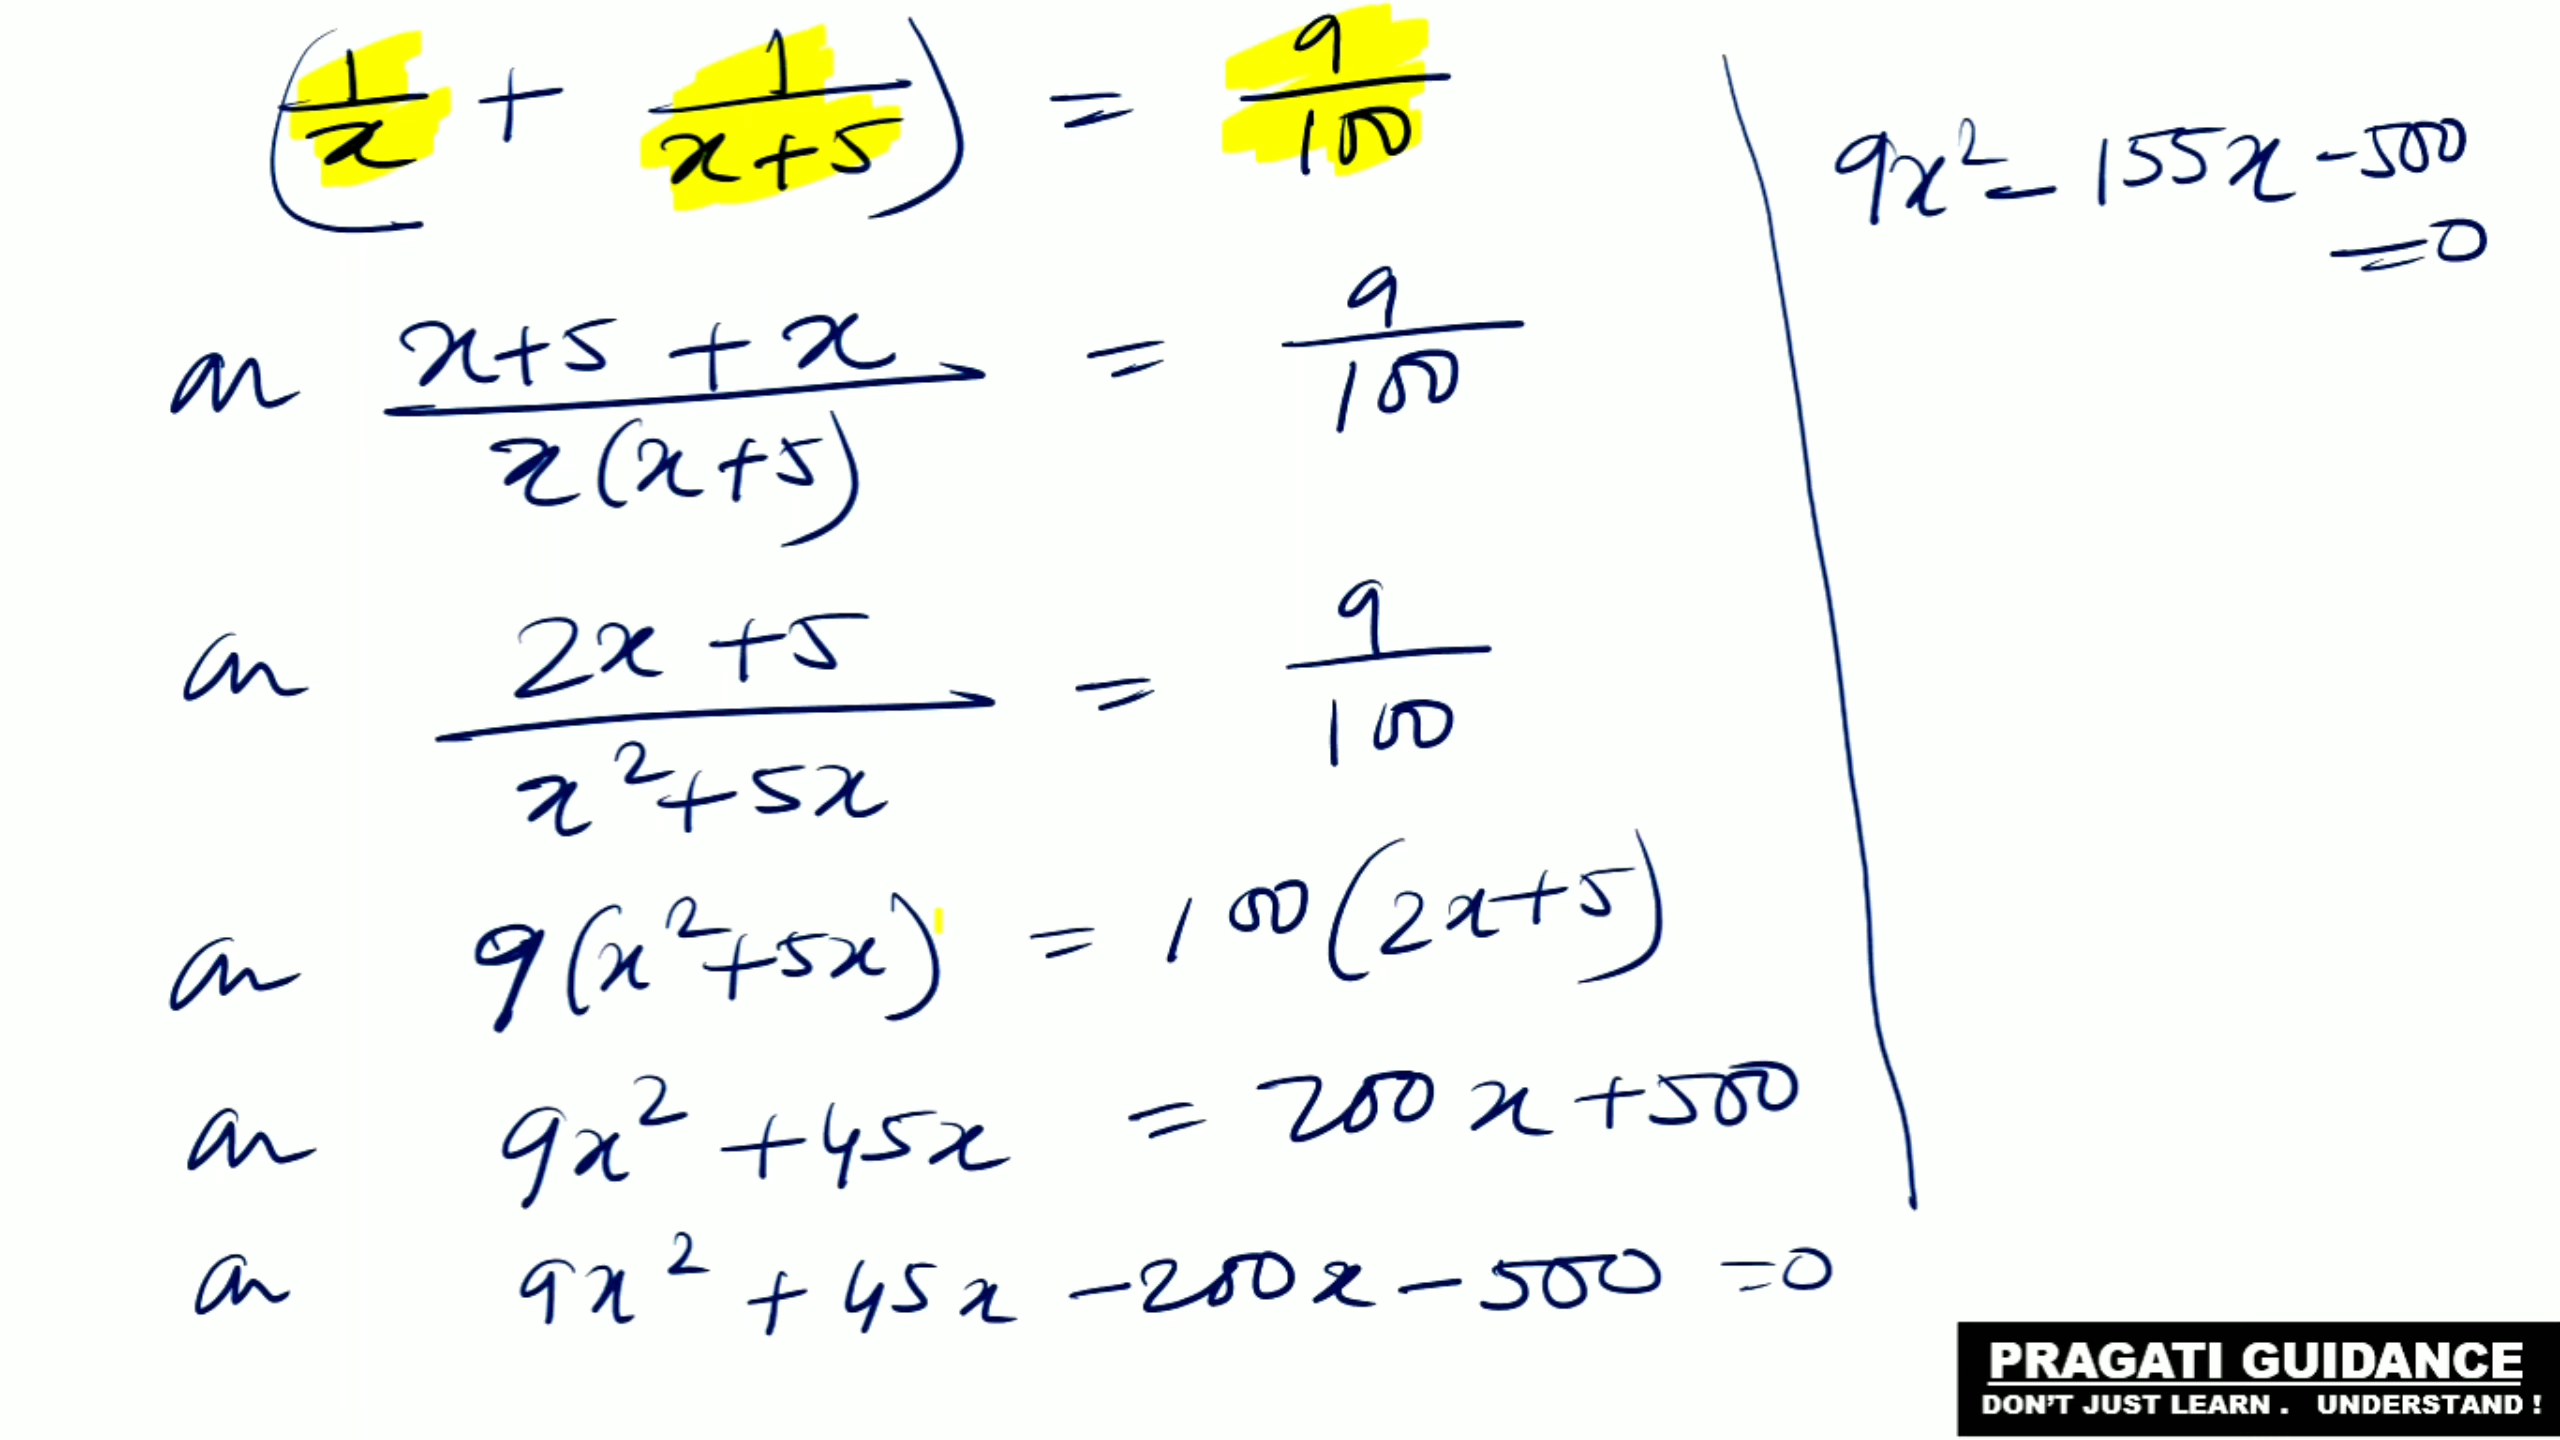 (1/x + 1/x+5) = 9/100
or x+5 + x / x(x+5) = 9/100
or 2x + 5 / x² + 5x = 9/100
or 9(x² + 5x) = 100(2x+5)
or 9x² + 45x = 200x + 500
or 9x² + 45x - 200x - 500 = 0
9x² - 155x - 500
= 0
PRAGATI GUIDANCE
DON'T JUST LEARN . UNDERSTAND !